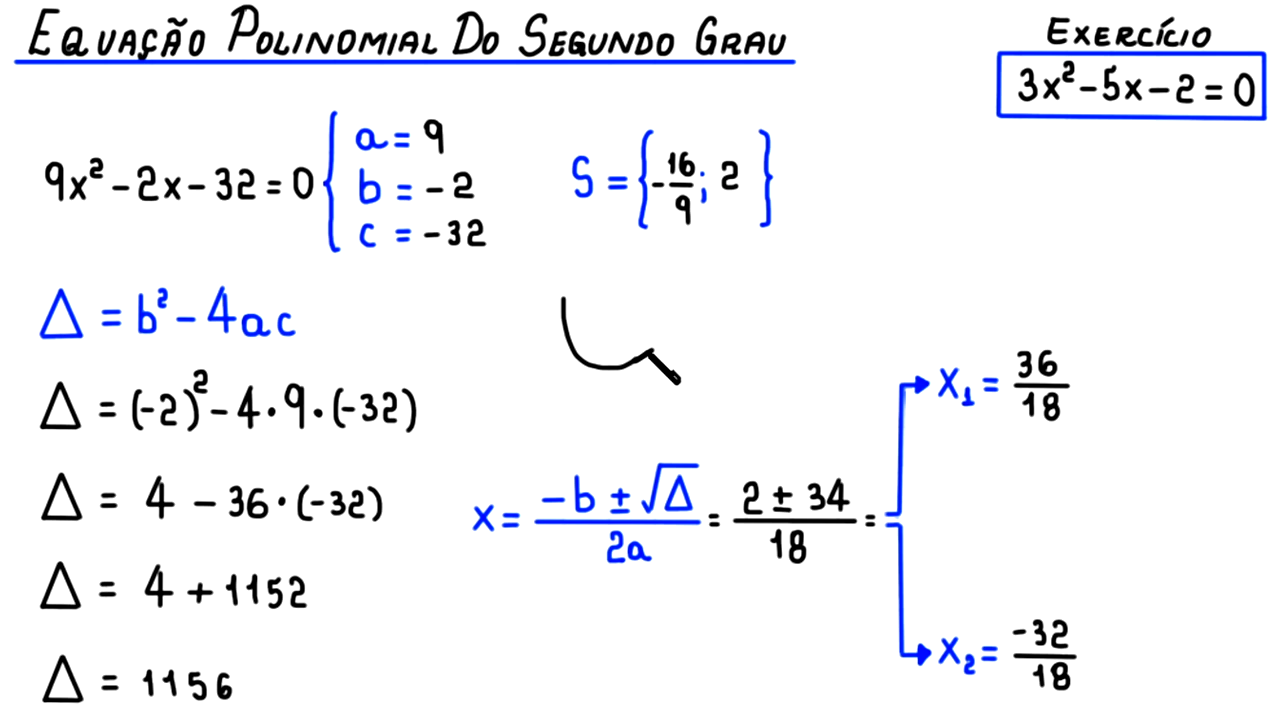 EQUAÇÃO POLINOMIAL DO SEGUNDO GRAU
EXERCÍCIO
3x² - 5x - 2 = 0
9x² - 2x - 32 = 0 { a = 9
b = -2
c = -32
S = { -16/9 ; 2 }
Δ = b² - 4ac
Δ = (-2)² - 4 · 9 · (-32)
Δ = 4 - 36 · (-32)
Δ = 4 + 1152
Δ = 1156
x = (-b ± √Δ)/2a = (2 ± 34)/18 =
x₁ = 36/18
x₂ = -32/18